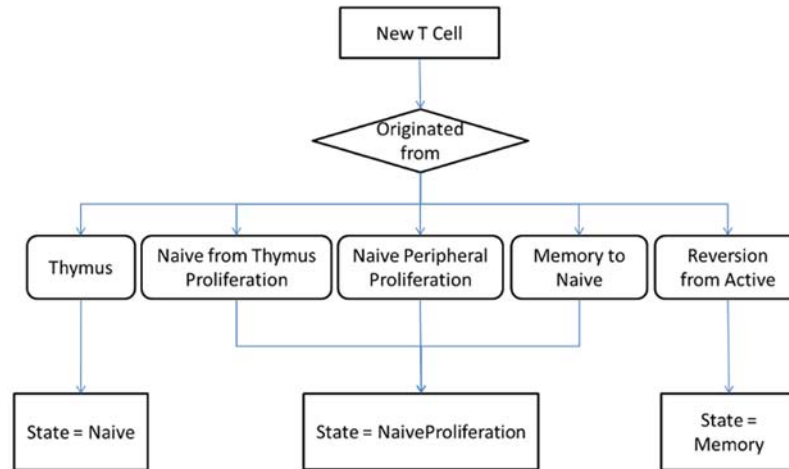 New T Cell
Originated
from
Thymus
Naive from Thymus
Proliferation
Naive Peripheral
Proliferation
Memory to
Naive
Reversion
from Active
State = Naive
State = NaiveProliferation
State =
Memory